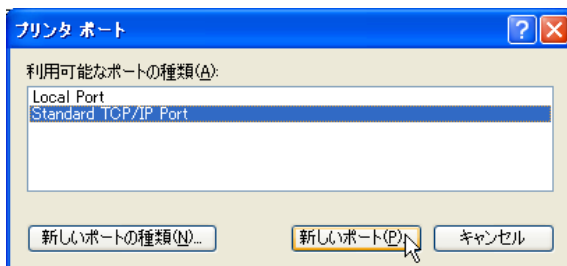 プリンタ ポート
利用可能なポートの種類(A):
Local Port
Standard TCP/IP Port
新しいポートの種類(N)... 新しいポート(P)... キャンセル